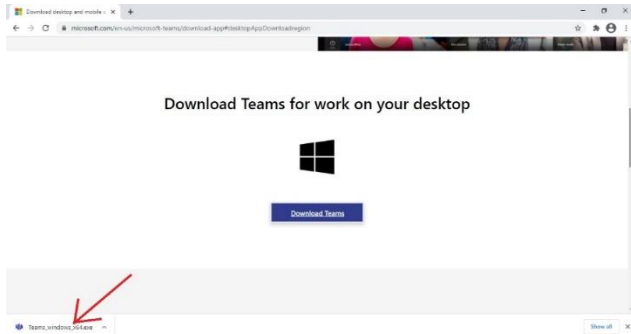 Download desktop and mobile
microsoft.com/en-us/microsoft-teams/download-app#desktopAppDownloadregion
Download Teams for work on your desktop
Download Teams
Teams_windows_x64.exe
Show all